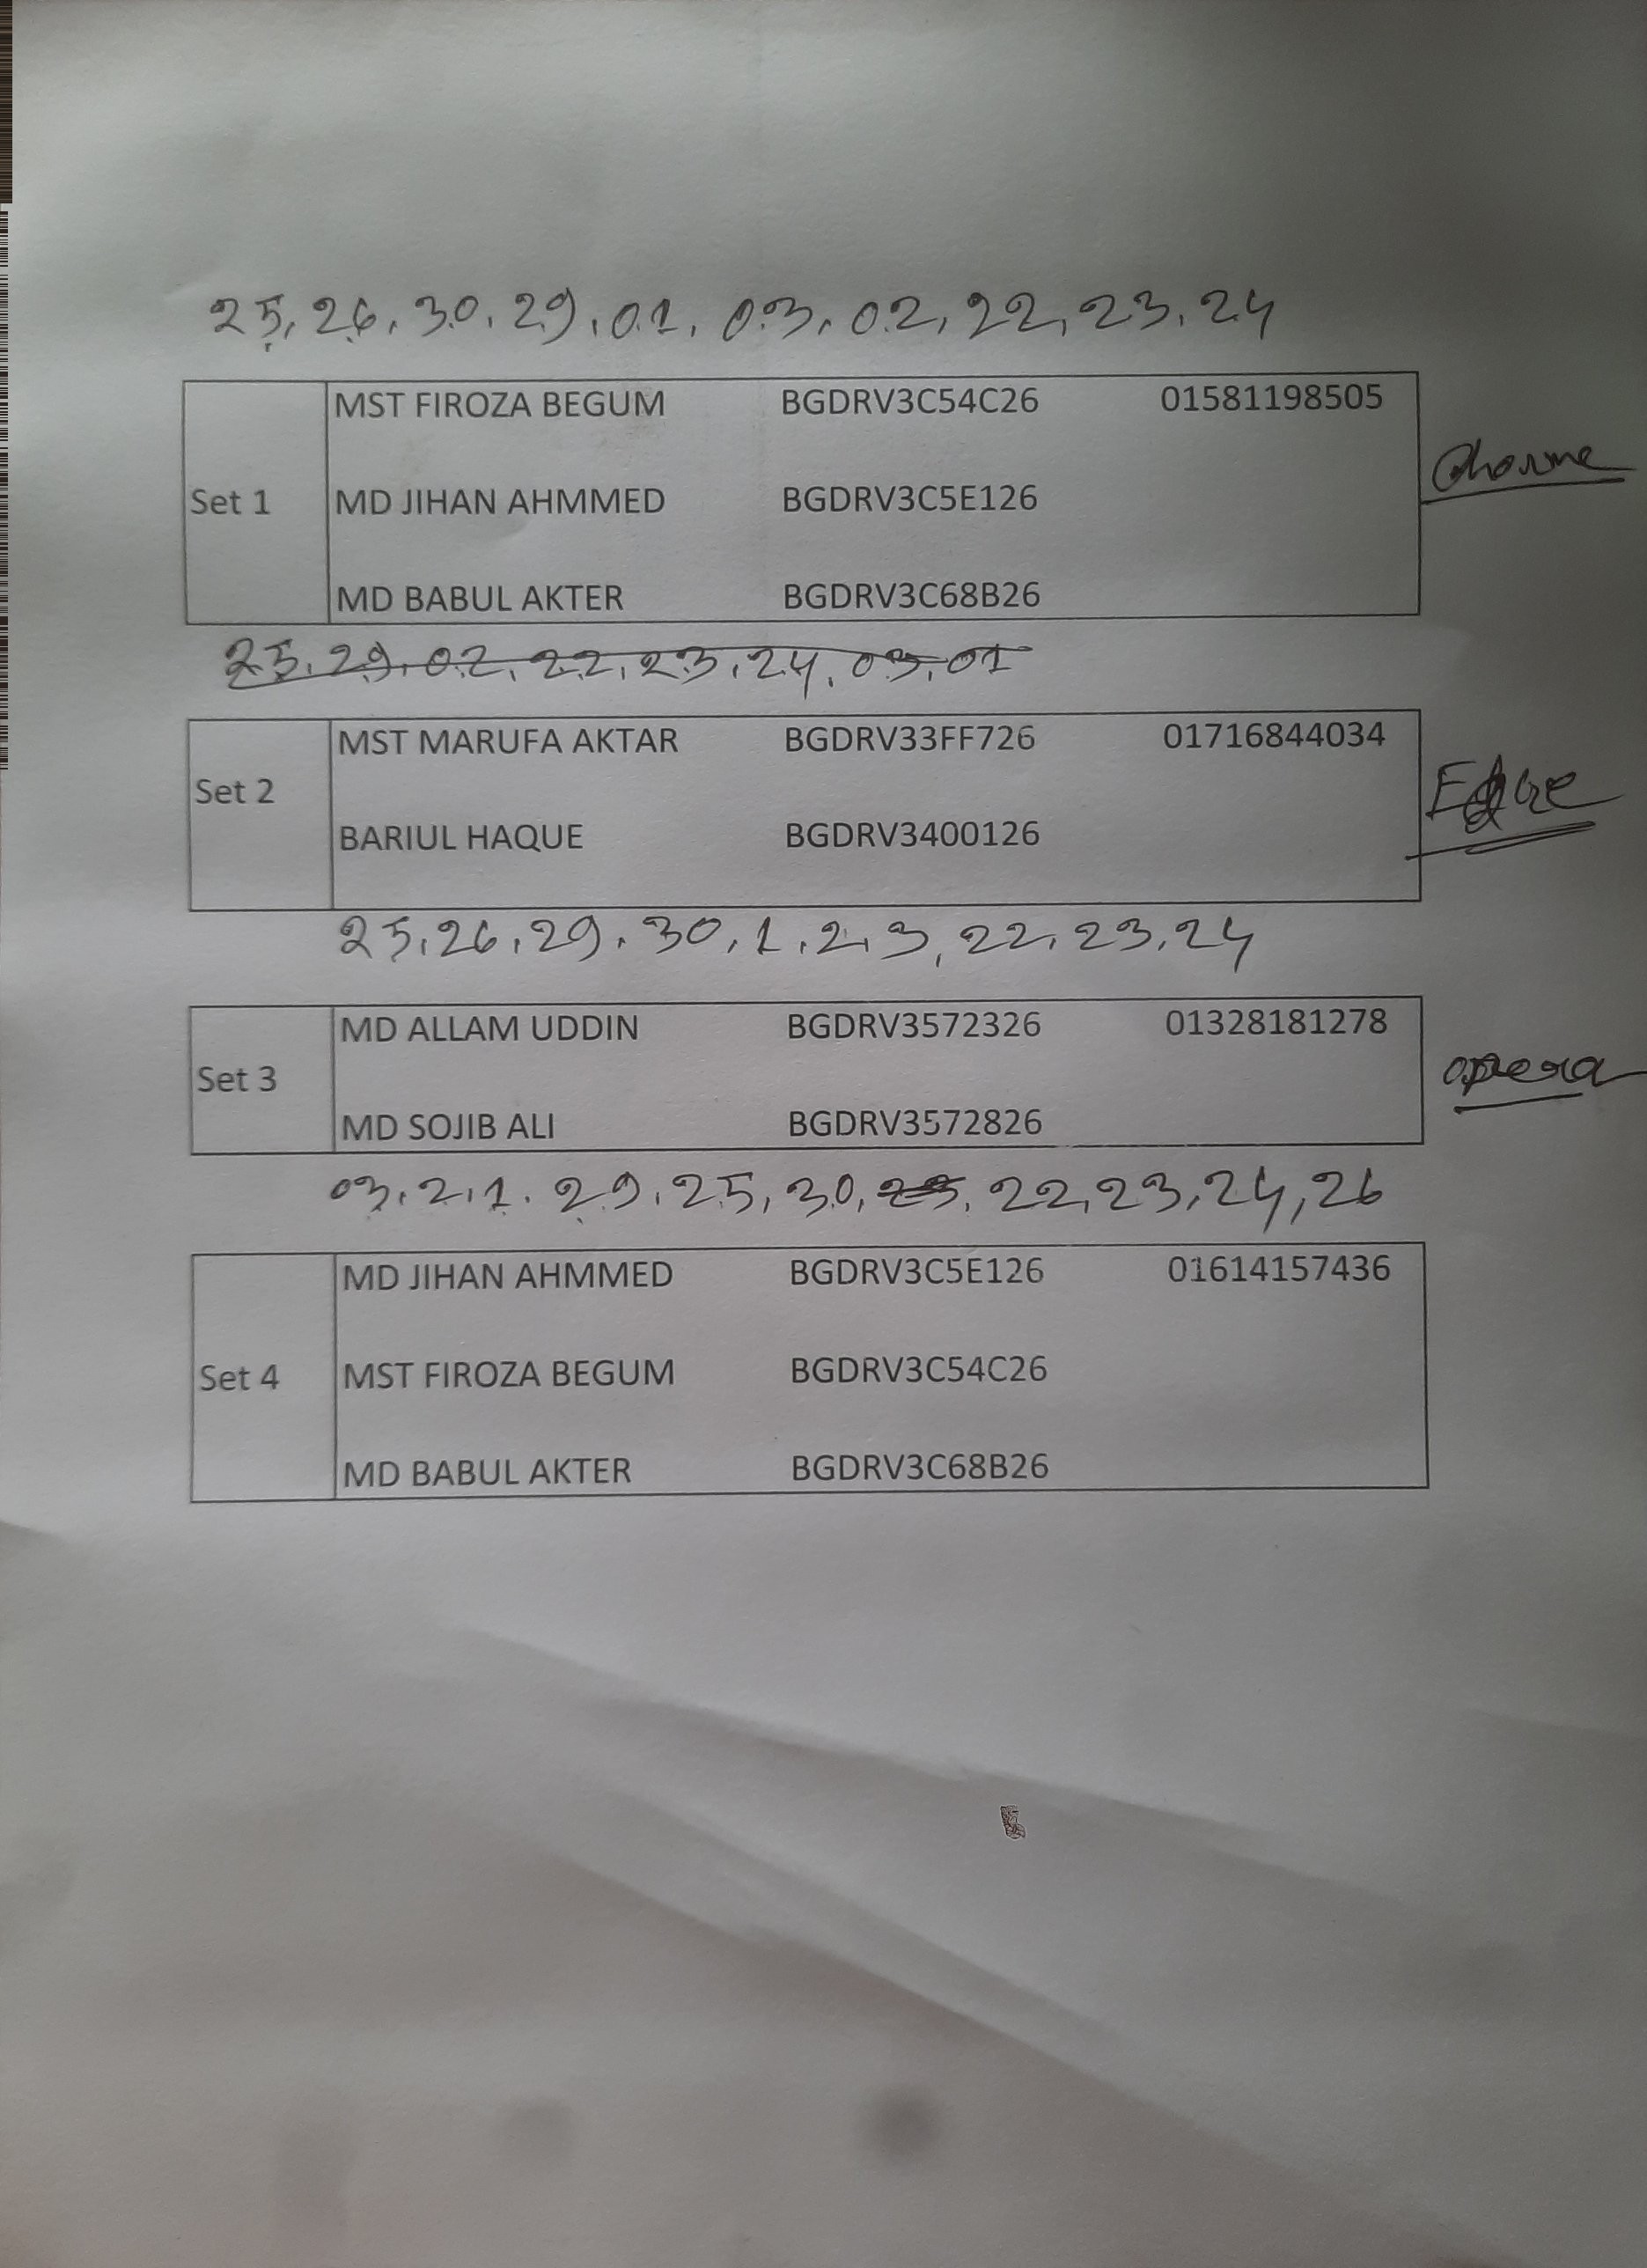 25, 26, 30, 29, 01, 03, 02, 22, 23, 24
MST FIROZA BEGUM BGDRV3C54C26 01581198505
Set 1 MD JIHAN AHMMED BGDRV3C5E126
MD BABUL AKTER BGDRV3C68B26
25, 29, 02, 22, 23, 24, 03, 01
MST MARUFA AKTAR BGDRV33FF726 01716844034
Set 2
Edge
BARIUL HAQUE BGDRV3400126
25, 26, 29, 30, 1, 2, 3, 22, 23, 24
MD ALLAM UDDIN BGDRV3572326 01328181278
Set 3
opera
MD SOJIB ALI BGDRV3572826
03, 2, 1, 29, 25, 30, 22, 23, 24, 26
MD JIHAN AHMMED BGDRV3C5E126 01614157436
Set 4 MST FIROZA BEGUM BGDRV3C54C26
MD BABUL AKTER BGDRV3C68B26